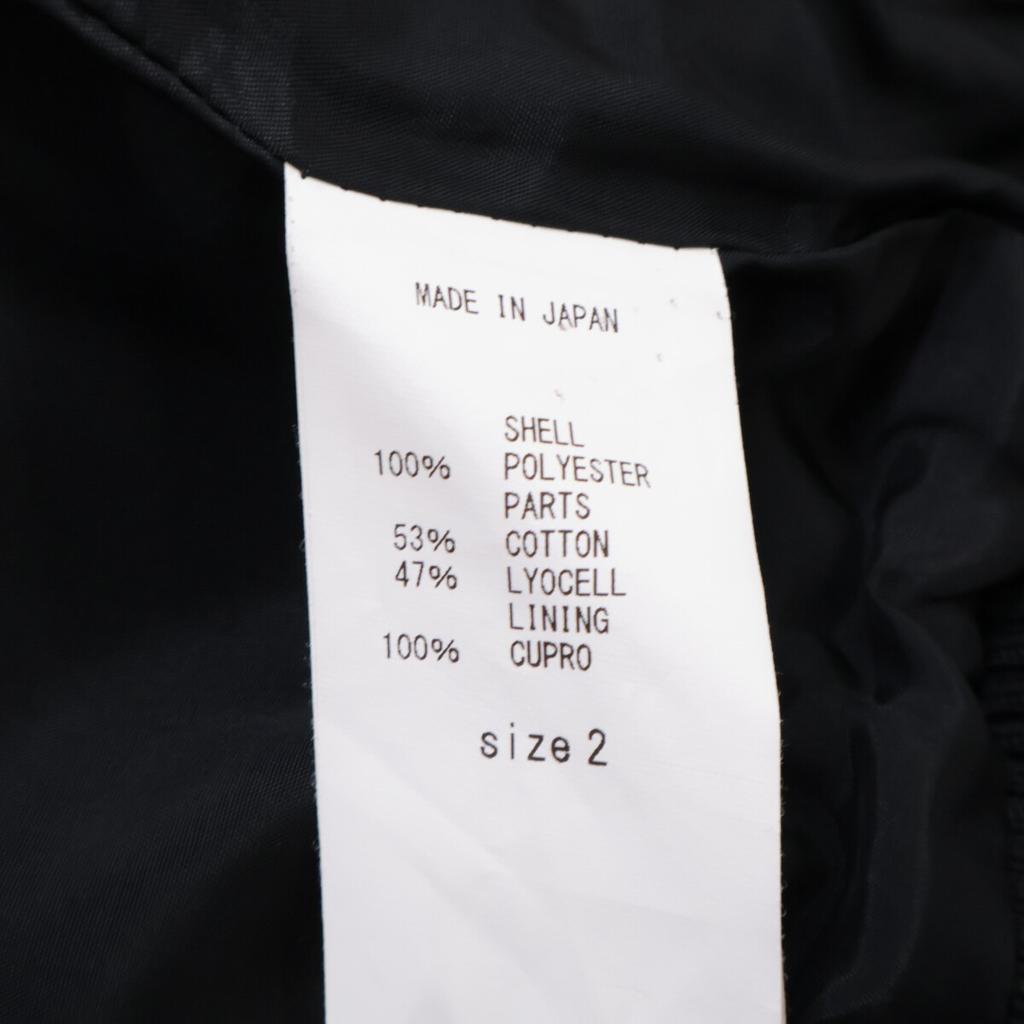 MADE IN JAPAN
SHELL
100% POLYESTER
PARTS
53% COTTON
47% LYOCELL
LINING
100% CUPRO
size 2